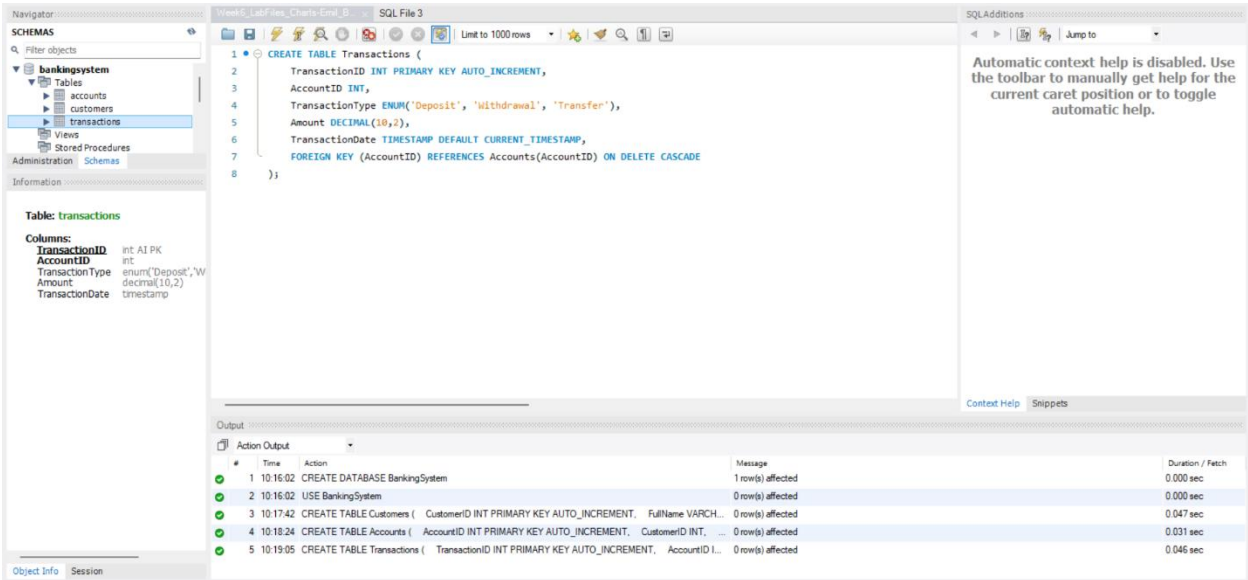 Navigator
SCHEMAS
Filter objects
bankingsystem
Tables
accounts
customers
transactions
Views
Stored Procedures
Administration Schemas
Information
Table: transactions
Columns:
TransactionID int AI PK
AccountID int
TransactionType enum('Deposit','W
Amount decimal(10,2)
TransactionDate timestamp
Object Info Session
Week6_LabFiles_Charls-Emil_B... SQL File 3
Limit to 1000 rows
1 CREATE TABLE Transactions (
2 TransactionID INT PRIMARY KEY AUTO_INCREMENT,
3 AccountID INT,
4 TransactionType ENUM('Deposit', 'Withdrawal', 'Transfer'),
5 Amount DECIMAL(10,2),
6 TransactionDate TIMESTAMP DEFAULT CURRENT_TIMESTAMP,
7 FOREIGN KEY (AccountID) REFERENCES Accounts(AccountID) ON DELETE CASCADE
8 );
SQLAdditions
Jump to
Automatic context help is disabled. Use
the toolbar to manually get help for the
current caret position or to toggle
automatic help.
Context Help Snippets
Output
Action Output
# Time Action Message Duration / Fetch
1 10:16:02 CREATE DATABASE BankingSystem 1 row(s) affected 0.000 sec
2 10:16:02 USE BankingSystem 0 row(s) affected 0.000 sec
3 10:17:42 CREATE TABLE Customers ( CustomerID INT PRIMARY KEY AUTO_INCREMENT, FullName VARCH... 0 row(s) affected 0.047 sec
4 10:18:24 CREATE TABLE Accounts ( AccountID INT PRIMARY KEY AUTO_INCREMENT, CustomerID INT, ... 0 row(s) affected 0.031 sec
5 10:19:05 CREATE TABLE Transactions ( TransactionID INT PRIMARY KEY AUTO_INCREMENT, AccountID I... 0 row(s) affected 0.046 sec